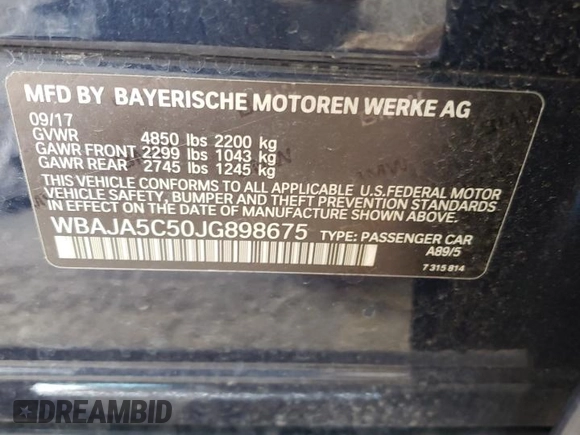 MFD BY BAYERISCHE MOTOREN WERKE AG
09/17
GVWR 4850 lbs 2200 kg
GAWR FRONT 2299 lbs 1043 kg
GAWR REAR 2745 lbs 1245 kg
THIS VEHICLE CONFORMS TO ALL APPLICABLE U.S.FEDERAL MOTOR
VEHICLE SAFETY, BUMPER AND THEFT PREVENTION STANDARDS
IN EFFECT ON THE DATE OF MANUFACTURE SHOWN ABOVE.
WBAJA5C50JG898675 TYPE: PASSENGER CAR
A89/5
7 315 814
DREAMBID